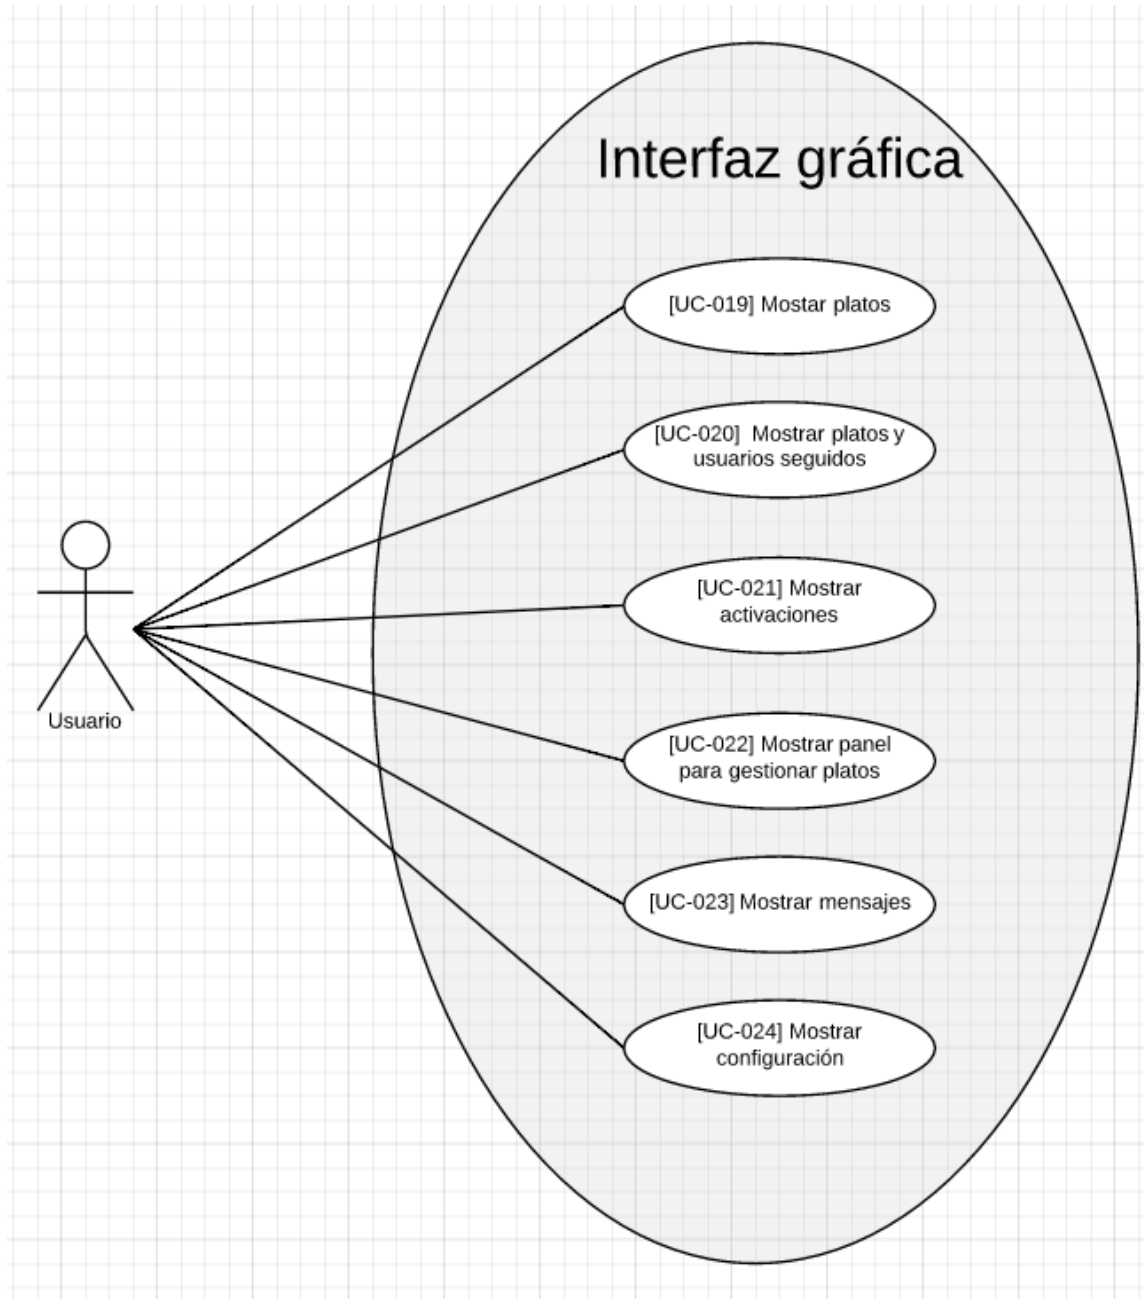 Interfaz gráfica
[UC-019] Mostar platos
[UC-020]  Mostrar platos y
usuarios seguidos
[UC-021] Mostrar
activaciones
Usuario
[UC-022] Mostrar panel
para gestionar platos
[UC-023] Mostrar mensajes
[UC-024] Mostrar
configuración